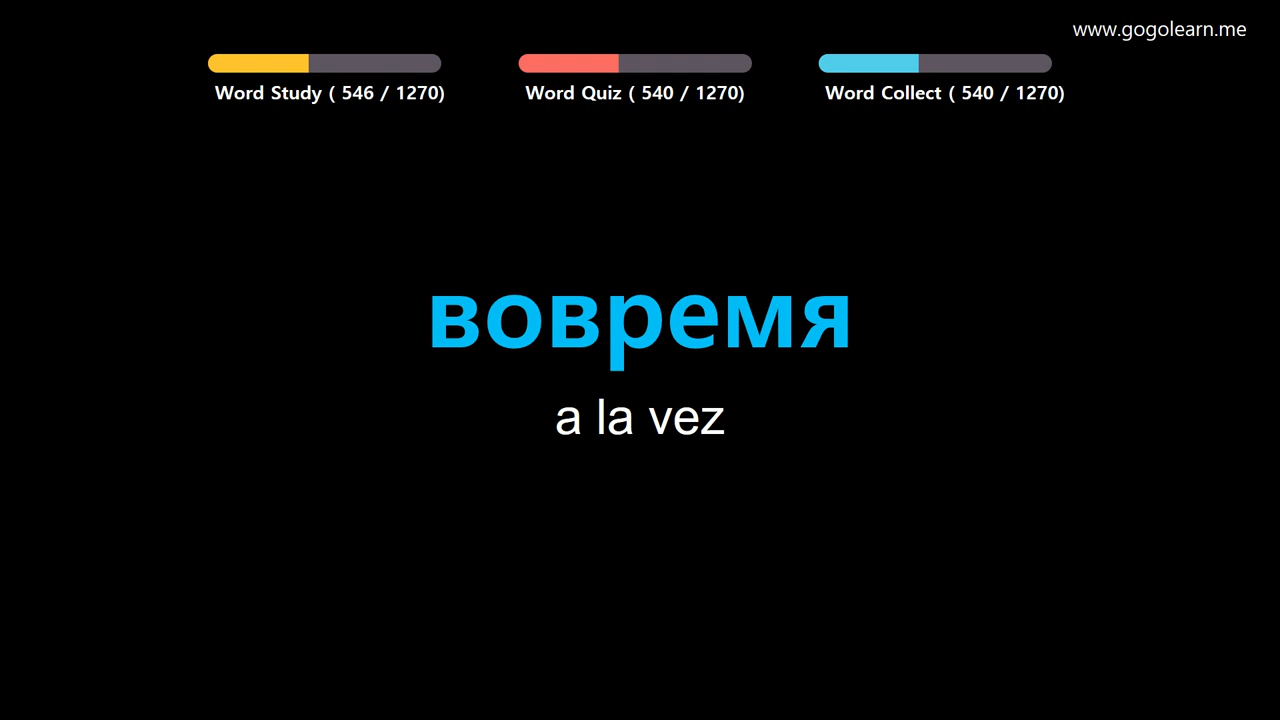 www.gogolearn.me
Word Study ( 546 / 1270)
Word Quiz ( 540 / 1270)
Word Collect ( 540 / 1270)
вовремя
a la vez